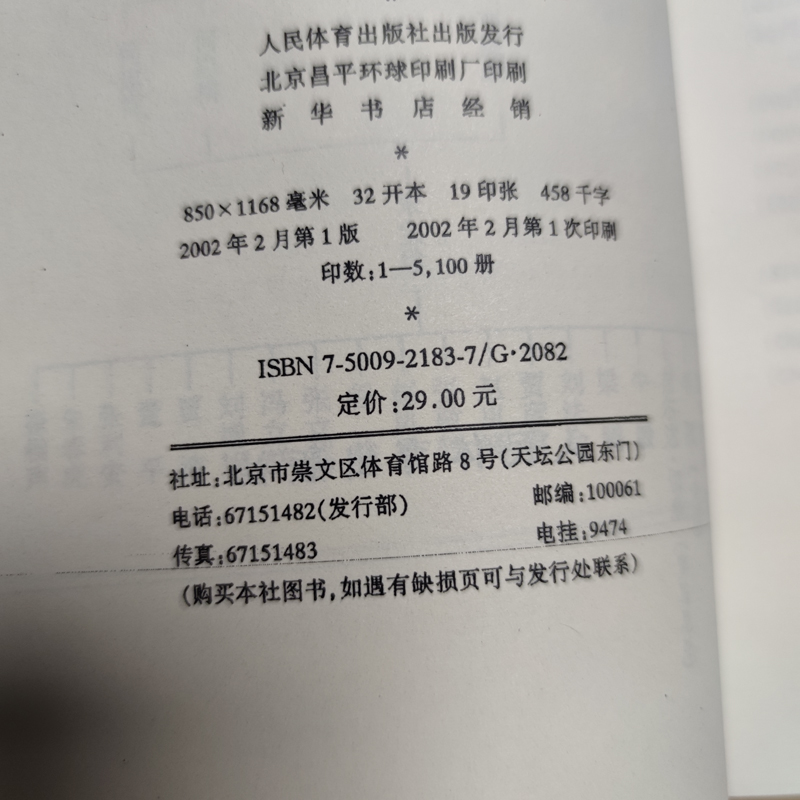 *
人民体育出版社出版发行
北京昌平环球印刷厂印刷
新华书店经销
*
850×1168毫米 32开本 19印张 458千字
2002年2月第1版 2002年2月第1次印刷
印数:1—5,100册
*
ISBN 7-5009-2183-7/G·2082
定价:29.00元
社址:北京市崇文区体育馆路8号(天坛公园东门)
电话:67151482(发行部) 邮编:100061
传真:67151483 电挂:9474
(购买本社图书,如遇有缺损页可与发行处联系)